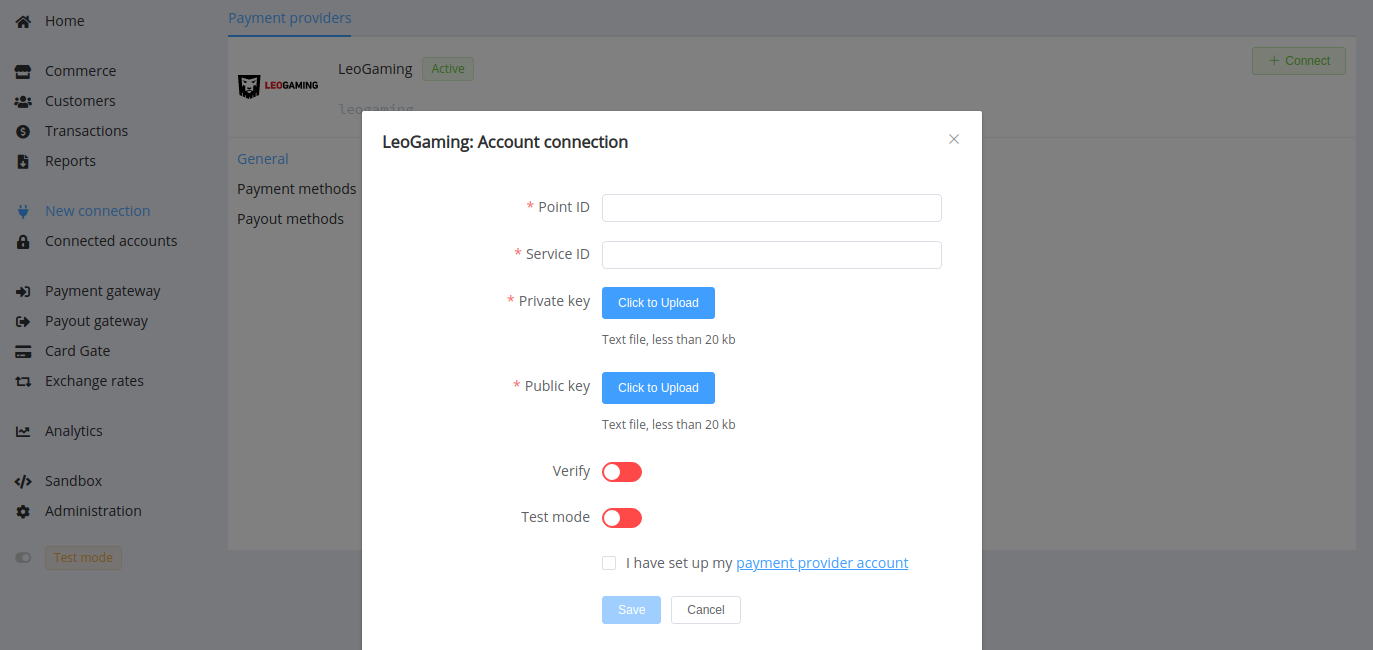 Home
Commerce
Customers
Transactions
Reports
New connection
Connected accounts
Payment gateway
Payout gateway
Card Gate
Exchange rates
Analytics
Sandbox
Administration
Test mode
Payment providers
LEOGAMING
LeoGaming Active
+ Connect
leogaming
General
Payment methods
Payout methods
LeoGaming: Account connection
* Point ID
* Service ID
* Private key Click to Upload
Text file, less than 20 kb
* Public key Click to Upload
Text file, less than 20 kb
Verify
Test mode
I have set up my payment provider account
Save Cancel